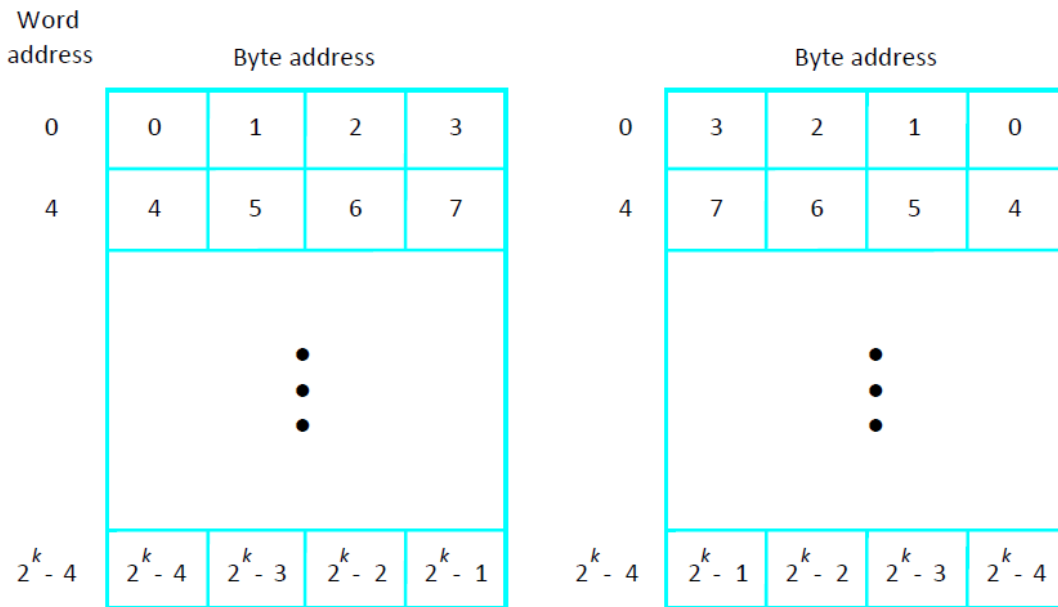 Word
address
Byte address
Byte address
0 0 1 2 3
0 3 2 1 0
4 4 5 6 7
4 7 6 5 4
2^k - 4 2^k - 4 2^k - 3 2^k - 2 2^k - 1
2^k - 4 2^k - 1 2^k - 2 2^k - 3 2^k - 4